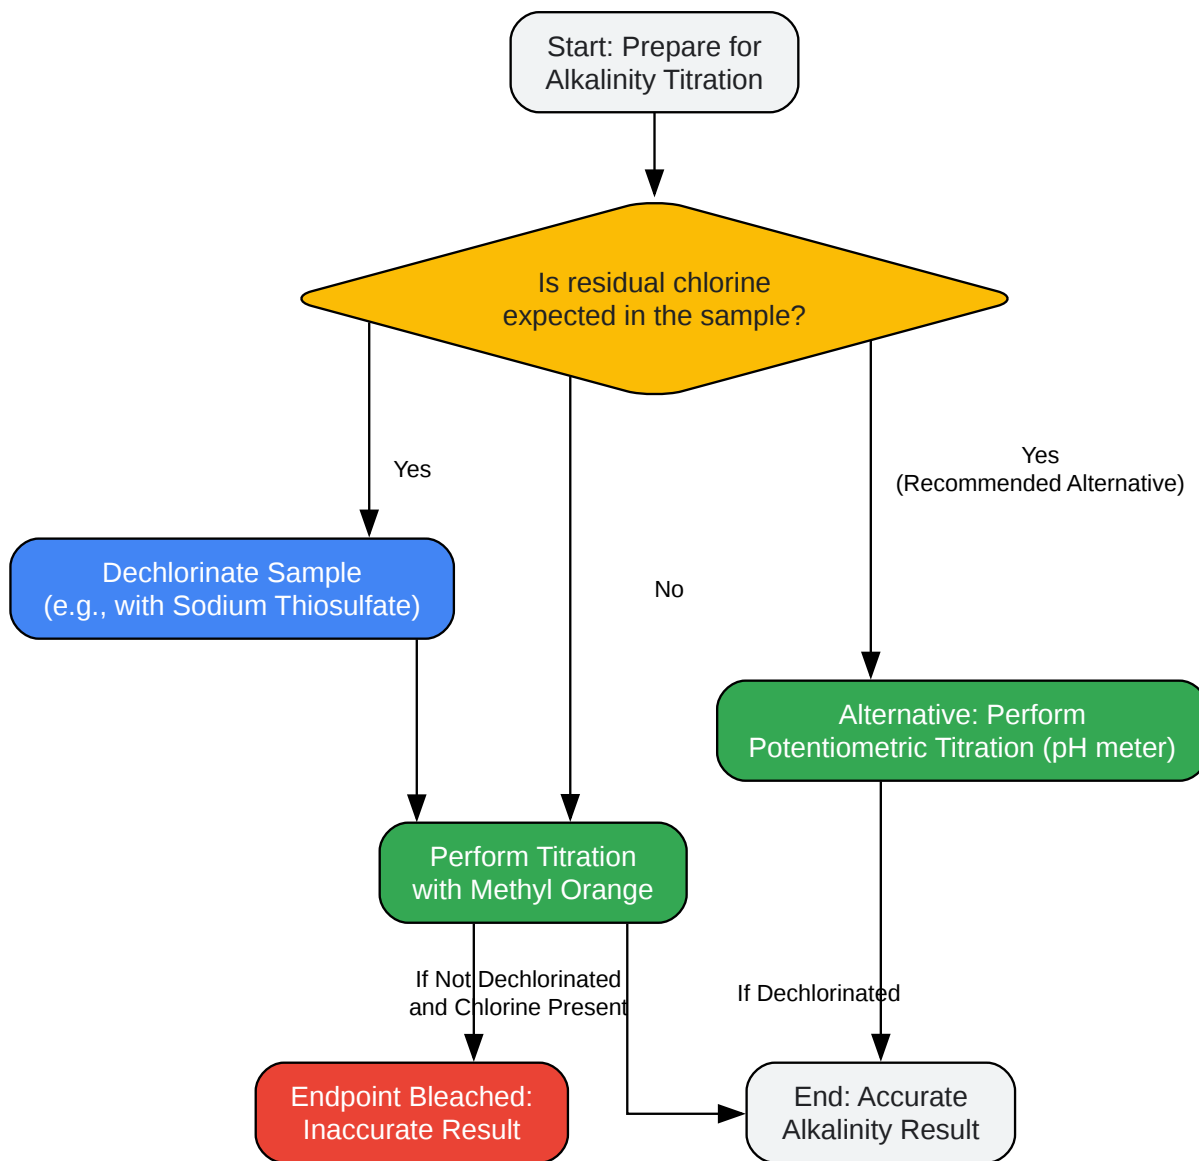 Start: Prepare for
Alkalinity Titration
Is residual chlorine
expected in the sample?
Yes
Yes
(Recommended Alternative)
Dechlorinate Sample
(e.g., with Sodium Thiosulfate)
No
Alternative: Perform
Potentiometric Titration (pH meter)
Perform Titration
with Methyl Orange
If Not Dechlorinated
and Chlorine Present
If Dechlorinated
Endpoint Bleached:
Inaccurate Result
End: Accurate
Alkalinity Result